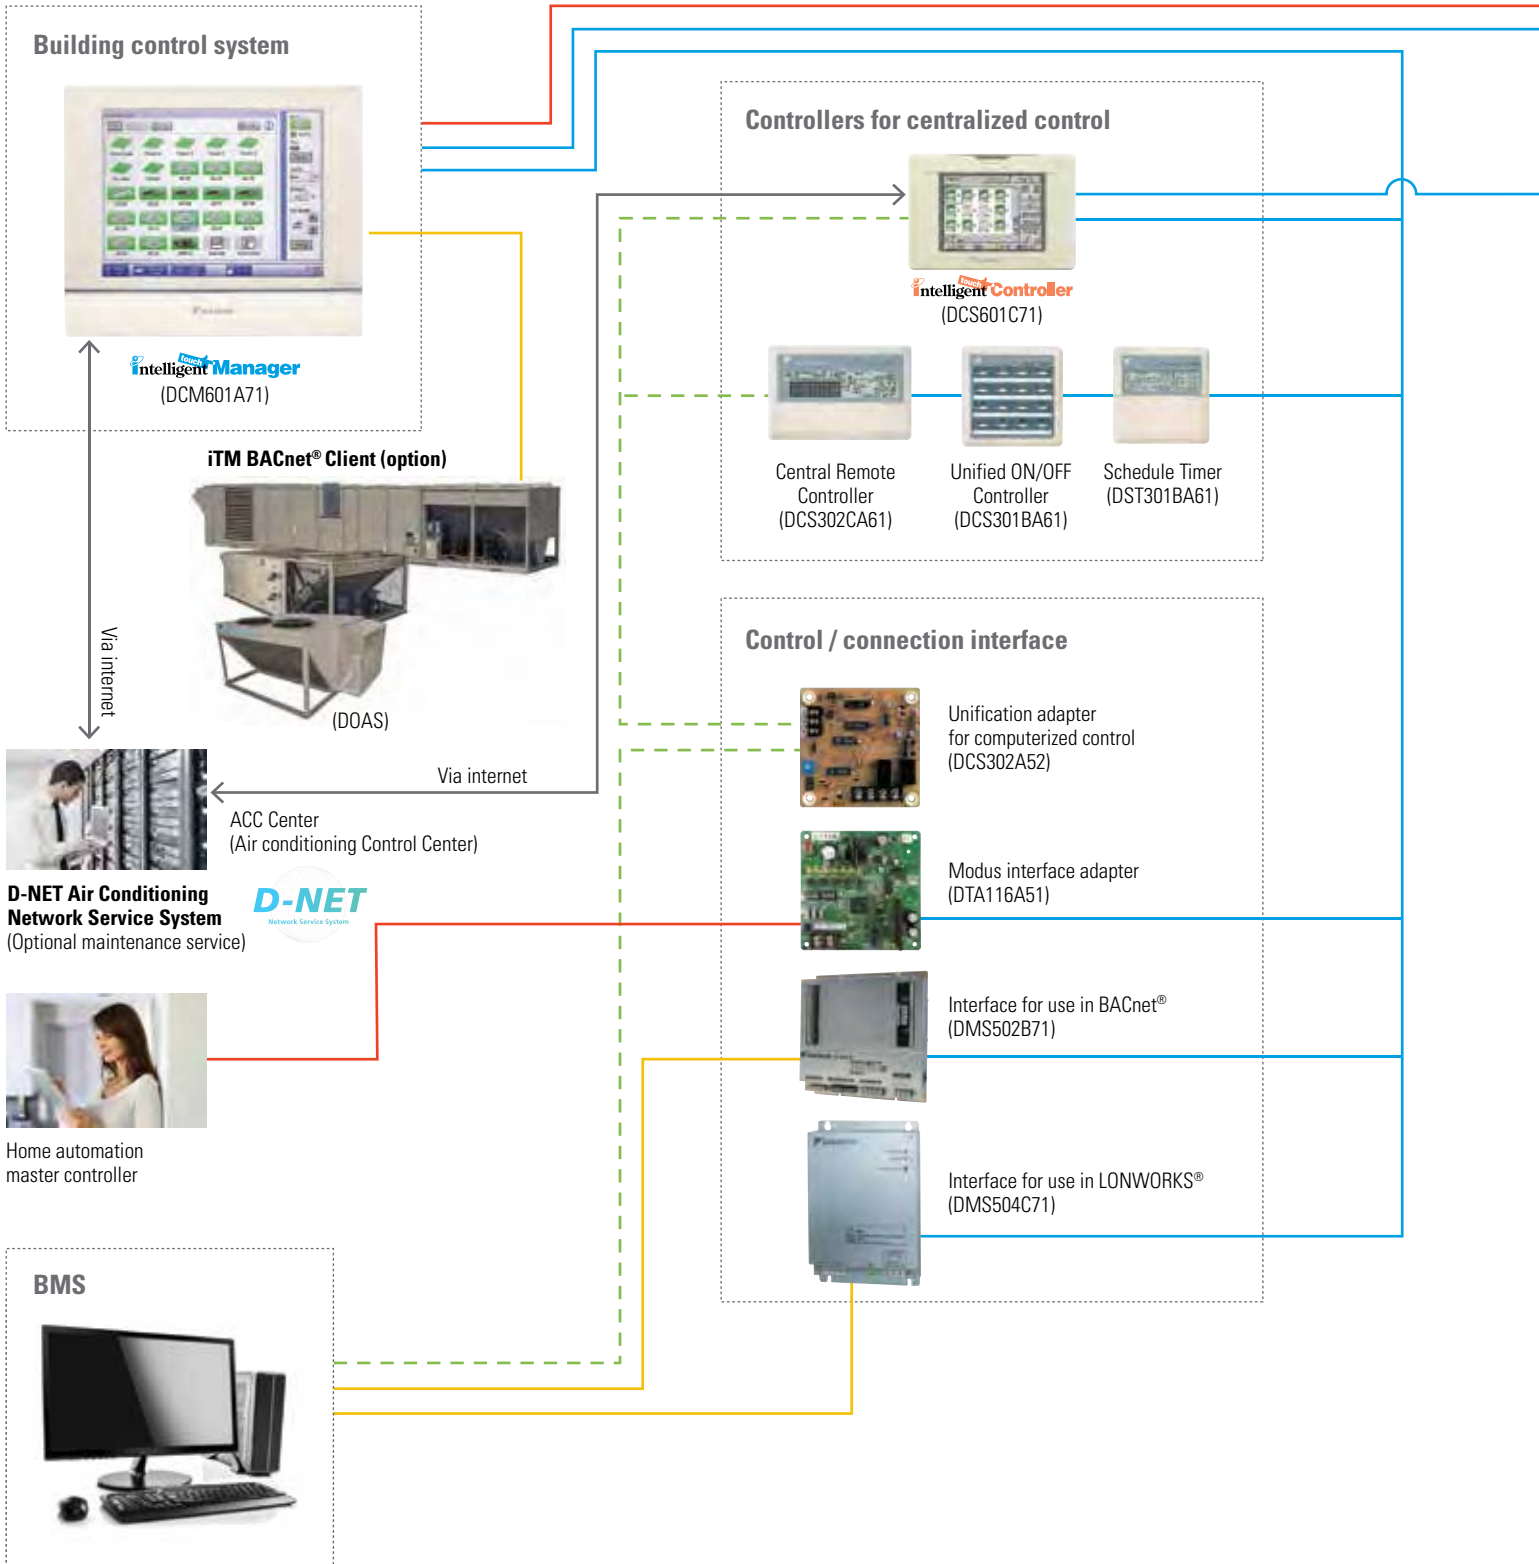 Building control system
intelligent touch Manager
(DCM601A71)
Controllers for centralized control
intelligent touch Controller
(DCS601C71)
Central Remote
Controller
(DCS302CA61)
Unified ON/OFF
Controller
(DCS301BA61)
Schedule Timer
(DST301BA61)
iTM BACnet® Client (option)
(DOAS)
Via internet
Via internet
ACC Center
(Air conditioning Control Center)
D-NET Air Conditioning
Network Service System
(Optional maintenance service)
D-NET
Network Service System
Home automation
master controller
Control / connection interface
Unification adapter
for computerized control
(DCS302A52)
Modus interface adapter
(DTA116A51)
Interface for use in BACnet®
(DMS502B71)
Interface for use in LONWORKS®
(DMS504C71)
BMS